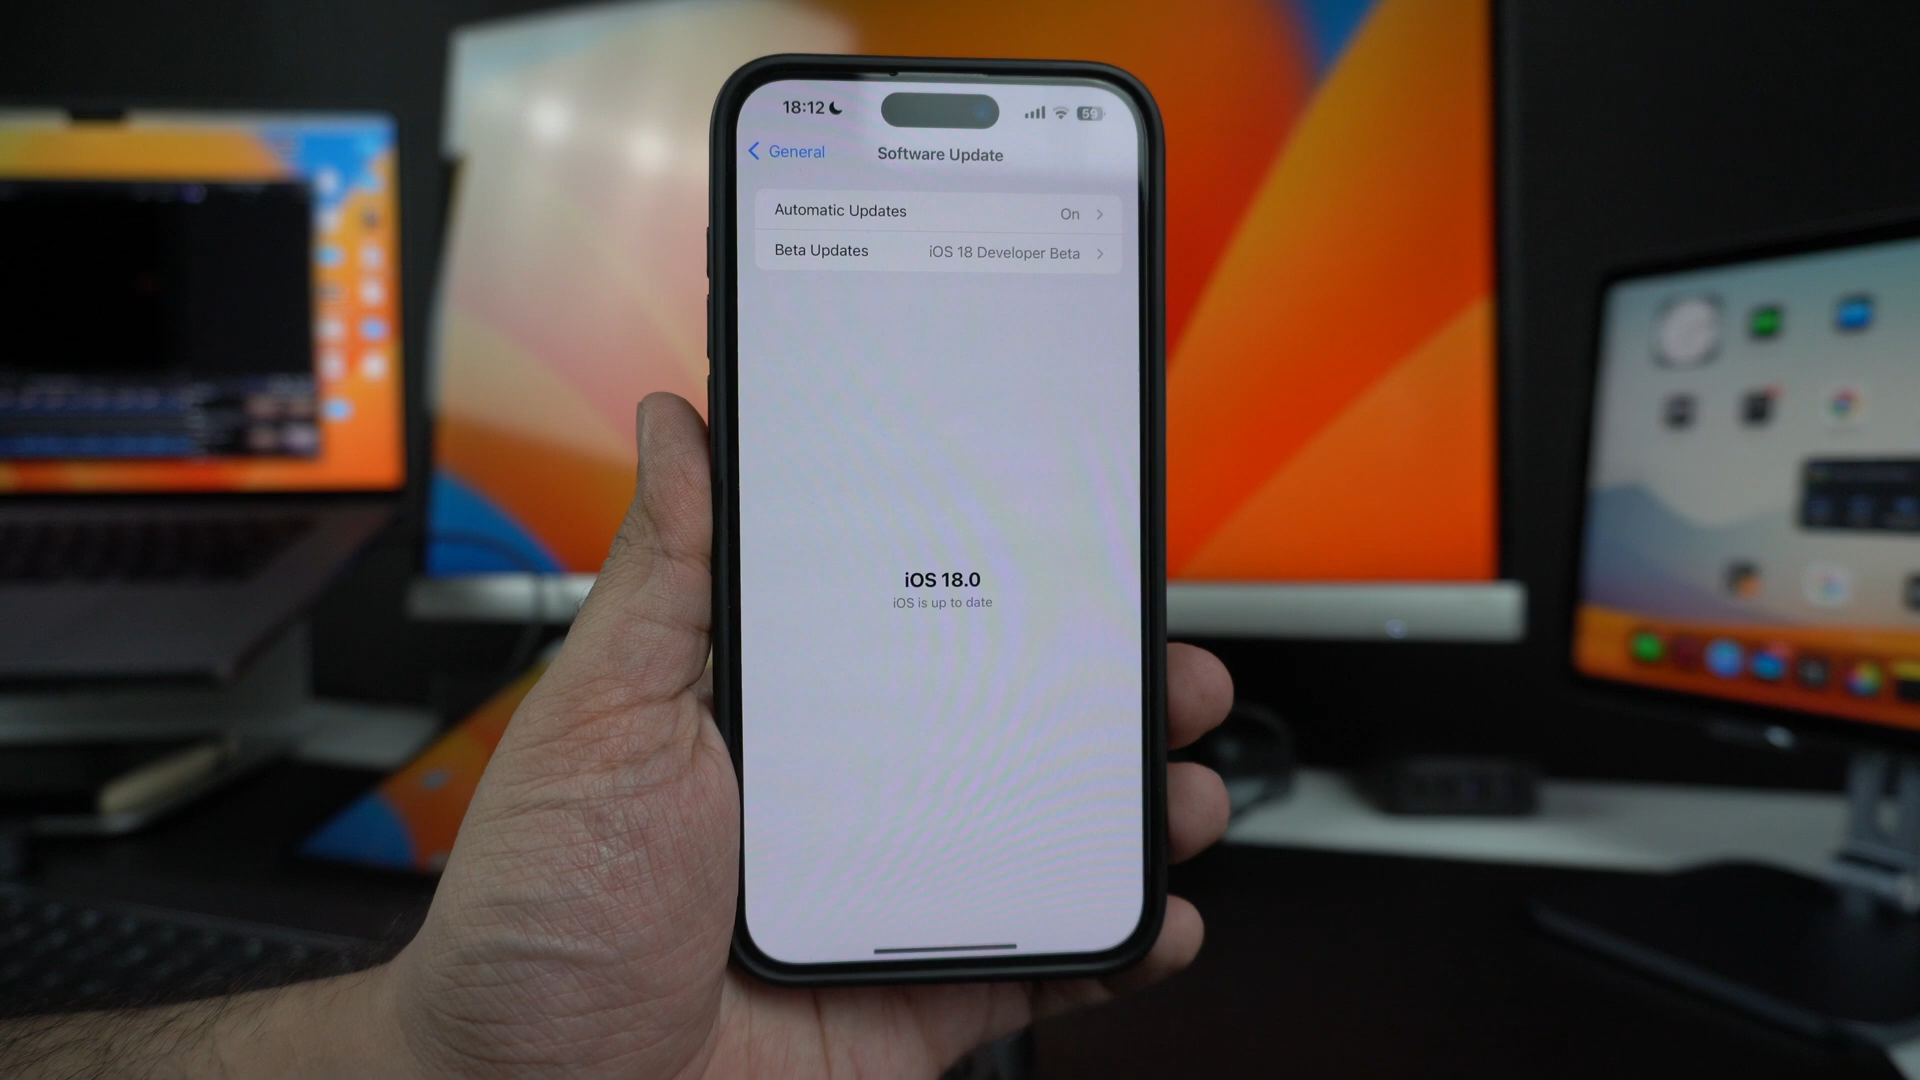 18:12 59
General Software Update
Automatic Updates On
Beta Updates iOS 18 Developer Beta
iOS 18.0
iOS is up to date